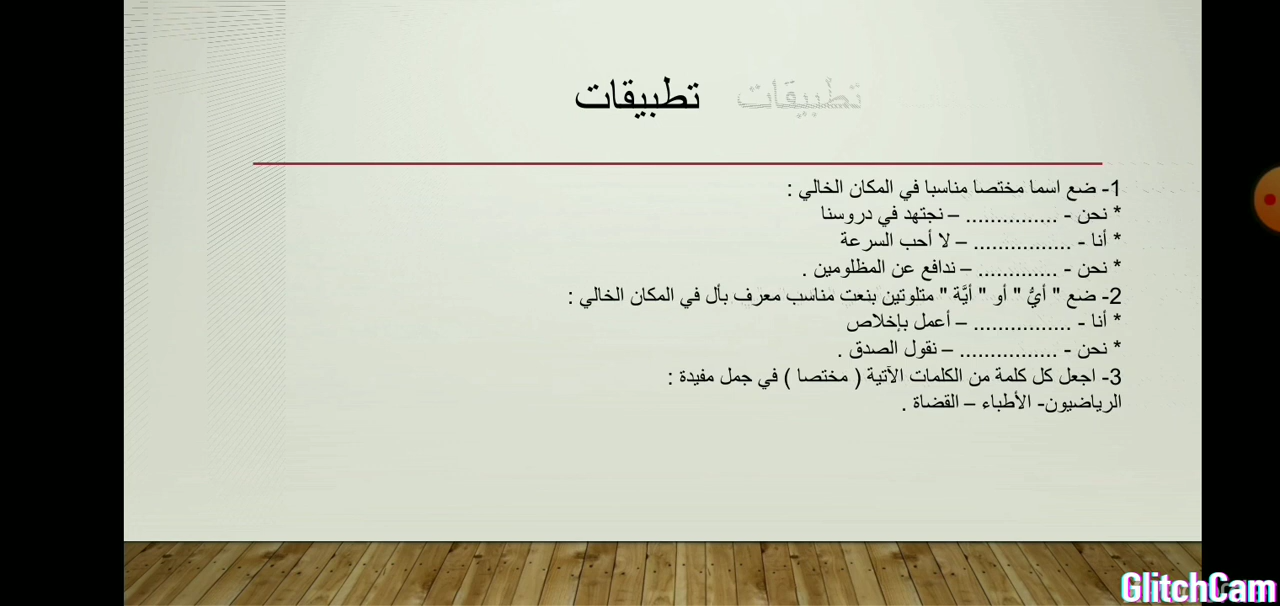 تطبيقات
تطبيقات
1- ضع اسما مختصا مناسبا في المكان الخالي :
* نحن - ............... – نجتهد في دروسنا
* أنا - ................ – لا أحب السرعة
* نحن - ............. – ندافع عن المظلومين .
2- ضع " أيُّ " أو " أيَّة " متلوتين بنعت مناسب معرف بأل في المكان الخالي :
* أنا - ................ – أعمل بإخلاص
* نحن - ................ – نقول الصدق .
3- اجعل كل كلمة من الكلمات الآتية ( مختصا ) في جمل مفيدة :
الرياضيون- الأطباء – القضاة .
GlitchCam